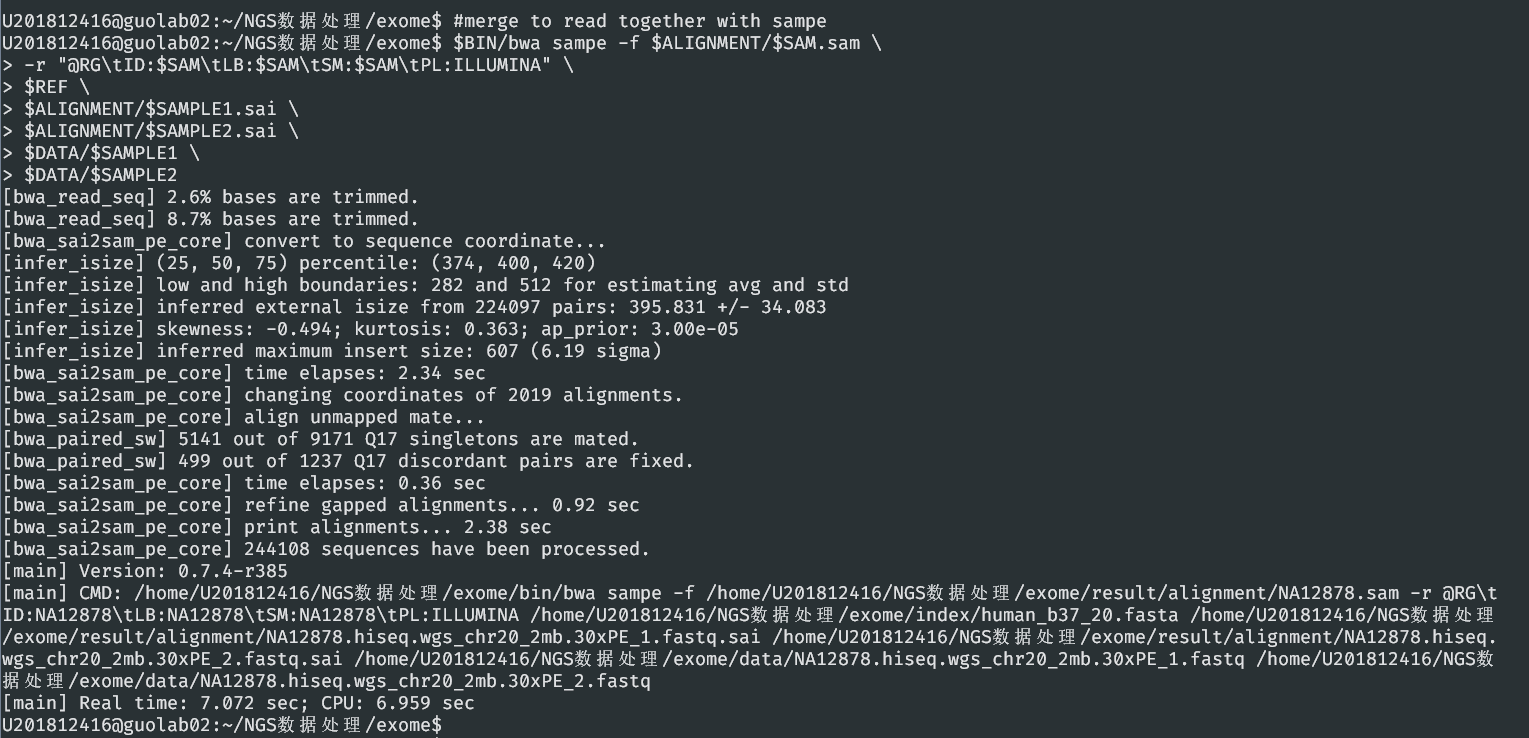 U201812416@guolab02:~/NGS数据处理/exome$ #merge to read together with sampe
U201812416@guolab02:~/NGS数据处理/exome$ $BIN/bwa sampe -f $ALIGNMENT/$SAM.sam \
> -r "@RG\tID:$SAM\tLB:$SAM\tSM:$SAM\tPL:ILLUMINA" \
> $REF \
> $ALIGNMENT/$SAMPLE1.sai \
> $ALIGNMENT/$SAMPLE2.sai \
> $DATA/$SAMPLE1 \
> $DATA/$SAMPLE2
[bwa_read_seq] 2.6% bases are trimmed.
[bwa_read_seq] 8.7% bases are trimmed.
[bwa_sai2sam_pe_core] convert to sequence coordinate...
[infer_isize] (25, 50, 75) percentile: (374, 400, 420)
[infer_isize] low and high boundaries: 282 and 512 for estimating avg and std
[infer_isize] inferred external isize from 224097 pairs: 395.831 +/- 34.083
[infer_isize] skewness: -0.494; kurtosis: 0.363; ap_prior: 3.00e-05
[infer_isize] inferred maximum insert size: 607 (6.19 sigma)
[bwa_sai2sam_pe_core] time elapses: 2.34 sec
[bwa_sai2sam_pe_core] changing coordinates of 2019 alignments.
[bwa_sai2sam_pe_core] align unmapped mate...
[bwa_paired_sw] 5141 out of 9171 Q17 singletons are mated.
[bwa_paired_sw] 499 out of 1237 Q17 discordant pairs are fixed.
[bwa_sai2sam_pe_core] time elapses: 0.36 sec
[bwa_sai2sam_pe_core] refine gapped alignments... 0.92 sec
[bwa_sai2sam_pe_core] print alignments... 2.38 sec
[bwa_sai2sam_pe_core] 244108 sequences have been processed.
[main] Version: 0.7.4-r385
[main] CMD: /home/U201812416/NGS数据处理/exome/bin/bwa sampe -f /home/U201812416/NGS数据处理/exome/result/alignment/NA12878.sam -r @RG\t
ID:NA12878\tLB:NA12878\tSM:NA12878\tPL:ILLUMINA /home/U201812416/NGS数据处理/exome/index/human_b37_20.fasta /home/U201812416/NGS数据处理
/exome/result/alignment/NA12878.hiseq.wgs_chr20_2mb.30xPE_1.fastq.sai /home/U201812416/NGS数据处理/exome/result/alignment/NA12878.hiseq.
wgs_chr20_2mb.30xPE_2.fastq.sai /home/U201812416/NGS数据处理/exome/data/NA12878.hiseq.wgs_chr20_2mb.30xPE_1.fastq /home/U201812416/NGS数
据处理/exome/data/NA12878.hiseq.wgs_chr20_2mb.30xPE_2.fastq
[main] Real time: 7.072 sec; CPU: 6.959 sec
U201812416@guolab02:~/NGS数据处理/exome$